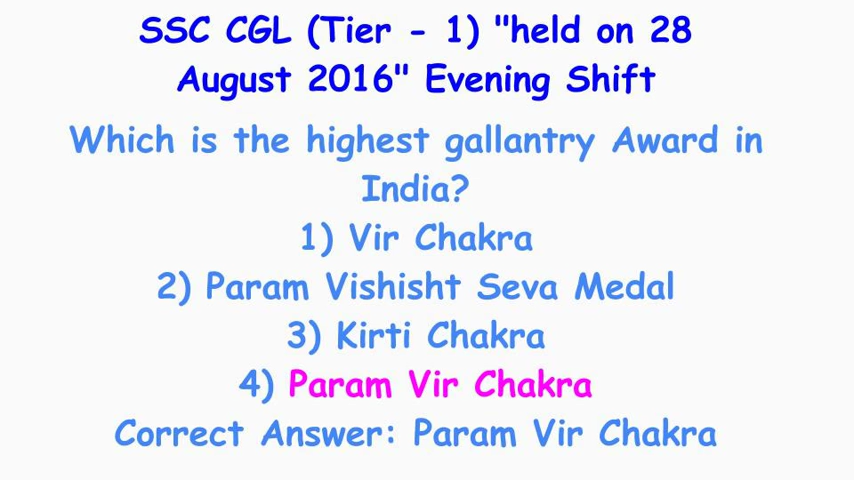 SSC CGL (Tier - 1) "held on 28
August 2016" Evening Shift
Which is the highest gallantry Award in
India?
1) Vir Chakra
2) Param Vishisht Seva Medal
3) Kirti Chakra
4) Param Vir Chakra
Correct Answer: Param Vir Chakra